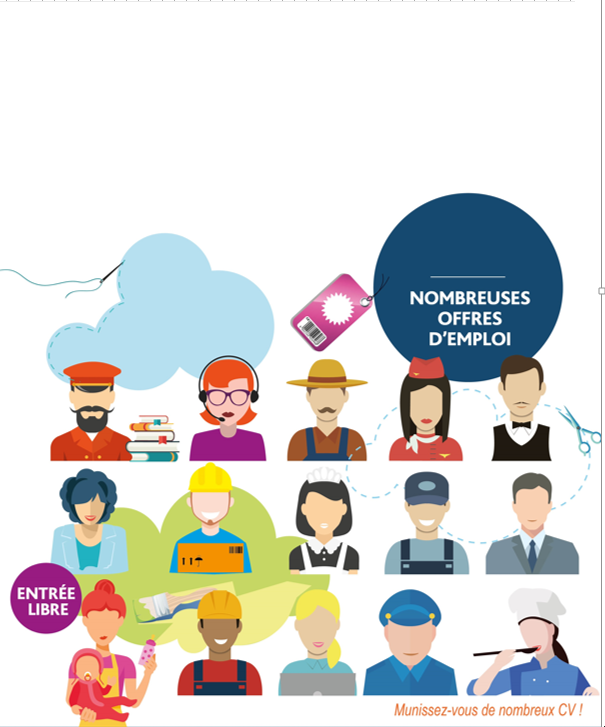 NOMBREUSES
OFFRES
D'EMPLOI
ENTRÉE
LIBRE
Munissez-vous de nombreux CV !